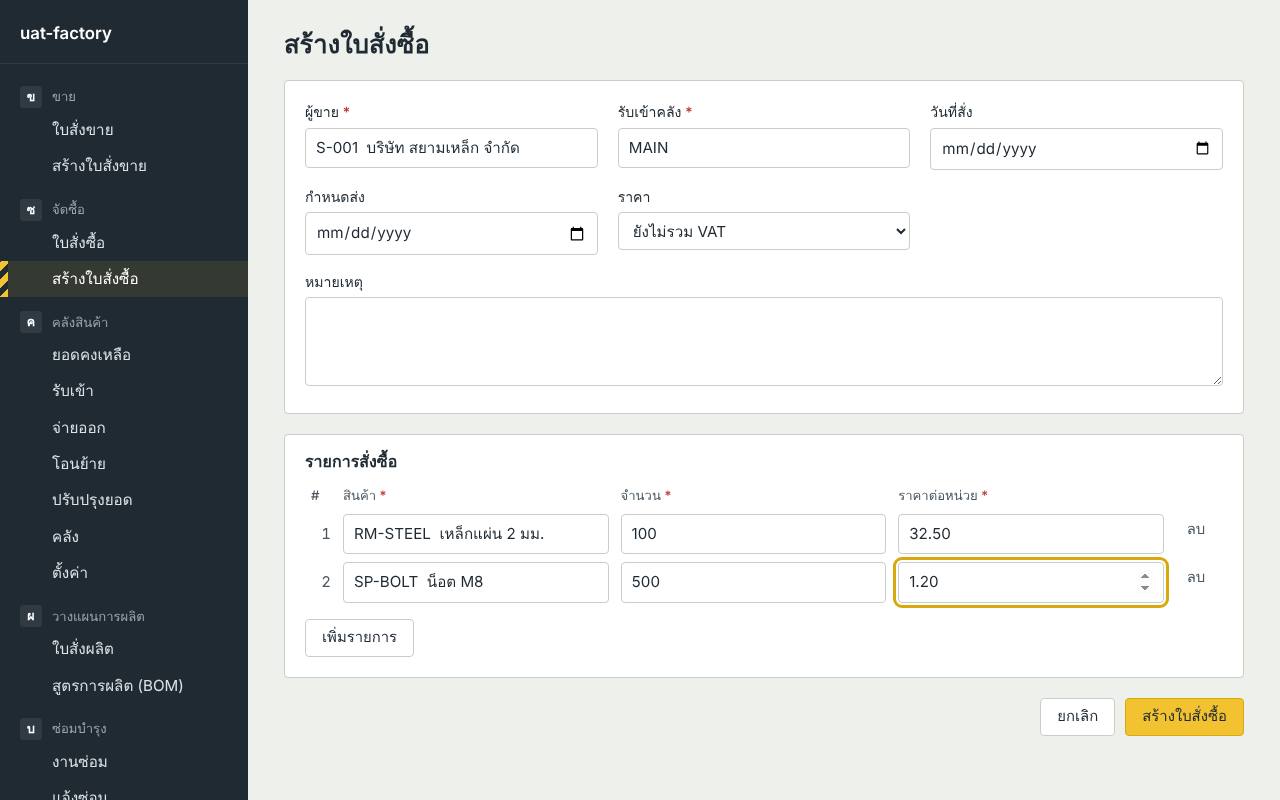 uat-factory
ข ขาย
ใบสั่งขาย
สร้างใบสั่งขาย
ซ จัดซื้อ
ใบสั่งซื้อ
สร้างใบสั่งซื้อ
ค คลังสินค้า
ยอดคงเหลือ
รับเข้า
จ่ายออก
โอนย้าย
ปรับปรุงยอด
คลัง
ตั้งค่า
ผ วางแผนการผลิต
ใบสั่งผลิต
สูตรการผลิต (BOM)
บ ซ่อมบำรุง
งานซ่อม
แจ้งซ่อม
สร้างใบสั่งซื้อ
ผู้ขาย * รับเข้าคลัง * วันที่สั่ง
S-001 บริษัท สยามเหล็ก จำกัด MAIN mm/dd/yyyy
กำหนดส่ง ราคา
mm/dd/yyyy ยังไม่รวม VAT
หมายเหตุ
รายการสั่งซื้อ
# สินค้า * จำนวน * ราคาต่อหน่วย *
1 RM-STEEL เหล็กแผ่น 2 มม. 100 32.50 ลบ
2 SP-BOLT น็อต M8 500 1.20 ลบ
เพิ่มรายการ
ยกเลิก สร้างใบสั่งซื้อ